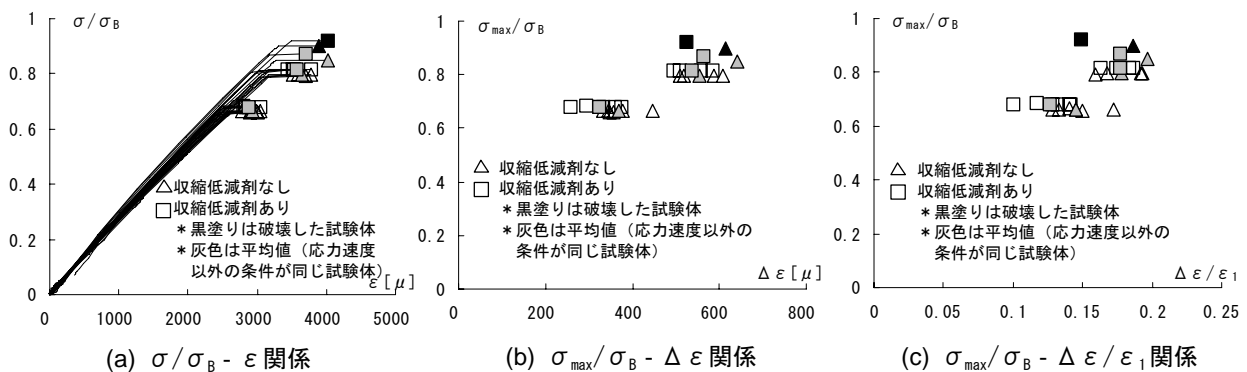 σ/σB
1
0.8
0.6
0.4
0.2
0
0
1000
2000
3000
4000
5000
△ 収縮低減剤なし
□ 収縮低減剤あり
＊黒塗りは破壊した試験体
＊灰色は平均値（応力速度
以外の条件が同じ試験体）
ε[μ]
(a) σ/σB - ε関係
σmax/σB
1
0.8
0.6
0.4
0.2
0
0
200
400
600
800
△ 収縮低減剤なし
□ 収縮低減剤あり
＊黒塗りは破壊した試験体
＊灰色は平均値（応力速度以外の
条件が同じ試験体）
Δε[μ]
(b) σmax/σB - Δε関係
σmax/σB
1
0.8
0.6
0.4
0.2
0
0
0.05
0.1
0.15
0.2
0.25
△ 収縮低減剤なし
□ 収縮低減剤あり
＊黒塗りは破壊した試験体
＊灰色は平均値（応力速度以外の
条件が同じ試験体）
Δε/ε1
(c) σmax/σB - Δε/ε1関係